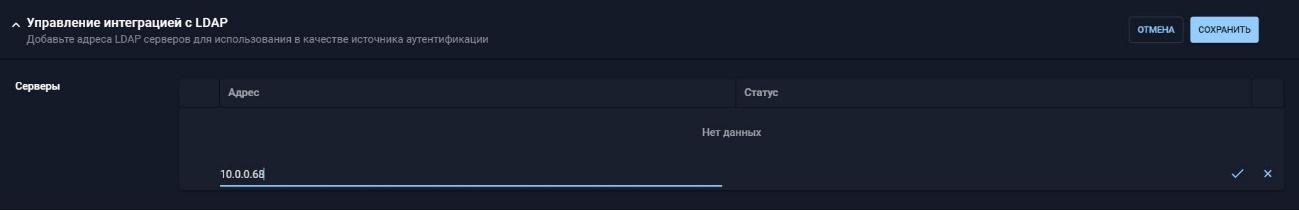 Управление интеграцией с LDAP
Добавьте адреса LDAP серверов для использования в качестве источника аутентификации
ОТМЕНА
СОХРАНИТЬ
Серверы
Адрес
Статус
Нет данных
10.0.0.68